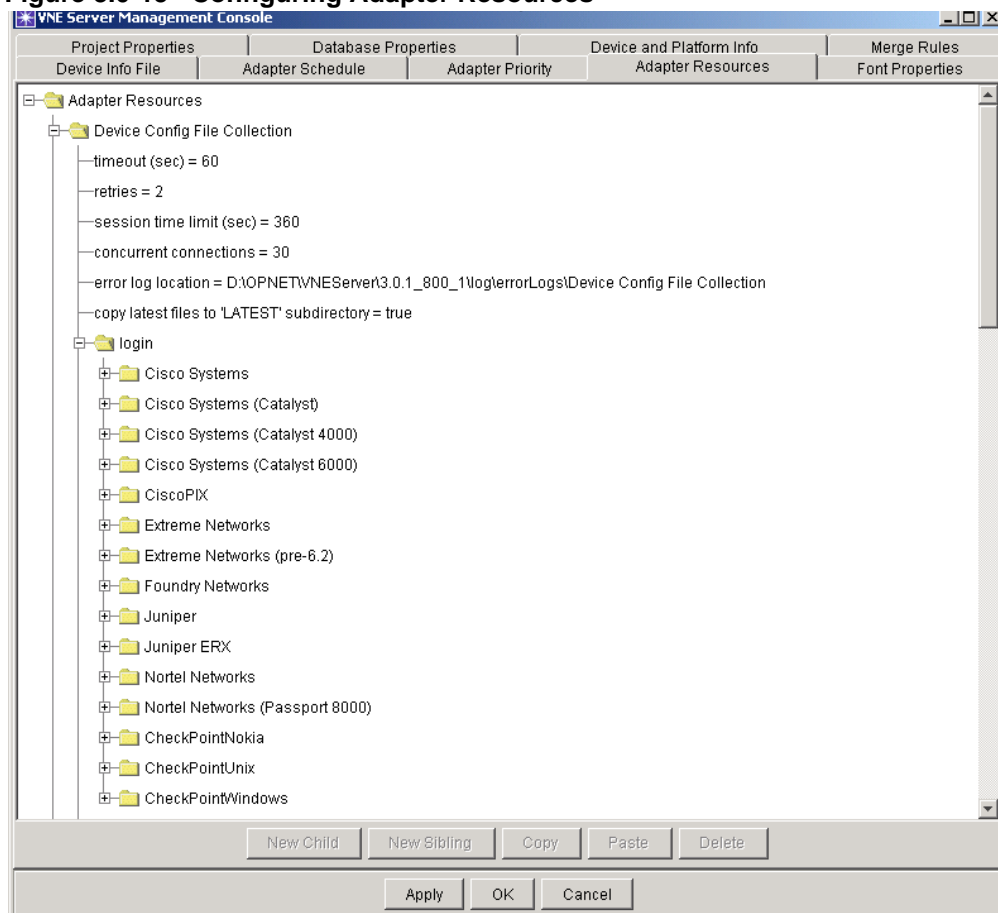 Figure 3.3-13 Configuring Adapter Resources
VNE Server Management Console
Project Properties Database Properties Device and Platform Info Merge Rules
Device Info File Adapter Schedule Adapter Priority Adapter Resources Font Properties
Adapter Resources
Device Config File Collection
timeout (sec) = 60
retries = 2
session time limit (sec) = 360
concurrent connections = 30
error log location = D:\OPNET\VNEServer\3.0.1_800_1\log\errorLogs\Device Config File Collection
copy latest files to 'LATEST' subdirectory = true
login
Cisco Systems
Cisco Systems (Catalyst)
Cisco Systems (Catalyst 4000)
Cisco Systems (Catalyst 6000)
CiscoPIX
Extreme Networks
Extreme Networks (pre-6.2)
Foundry Networks
Juniper
Juniper ERX
Nortel Networks
Nortel Networks (Passport 8000)
CheckPointNokia
CheckPointUnix
CheckPointWindows
New Child New Sibling Copy Paste Delete
Apply OK Cancel